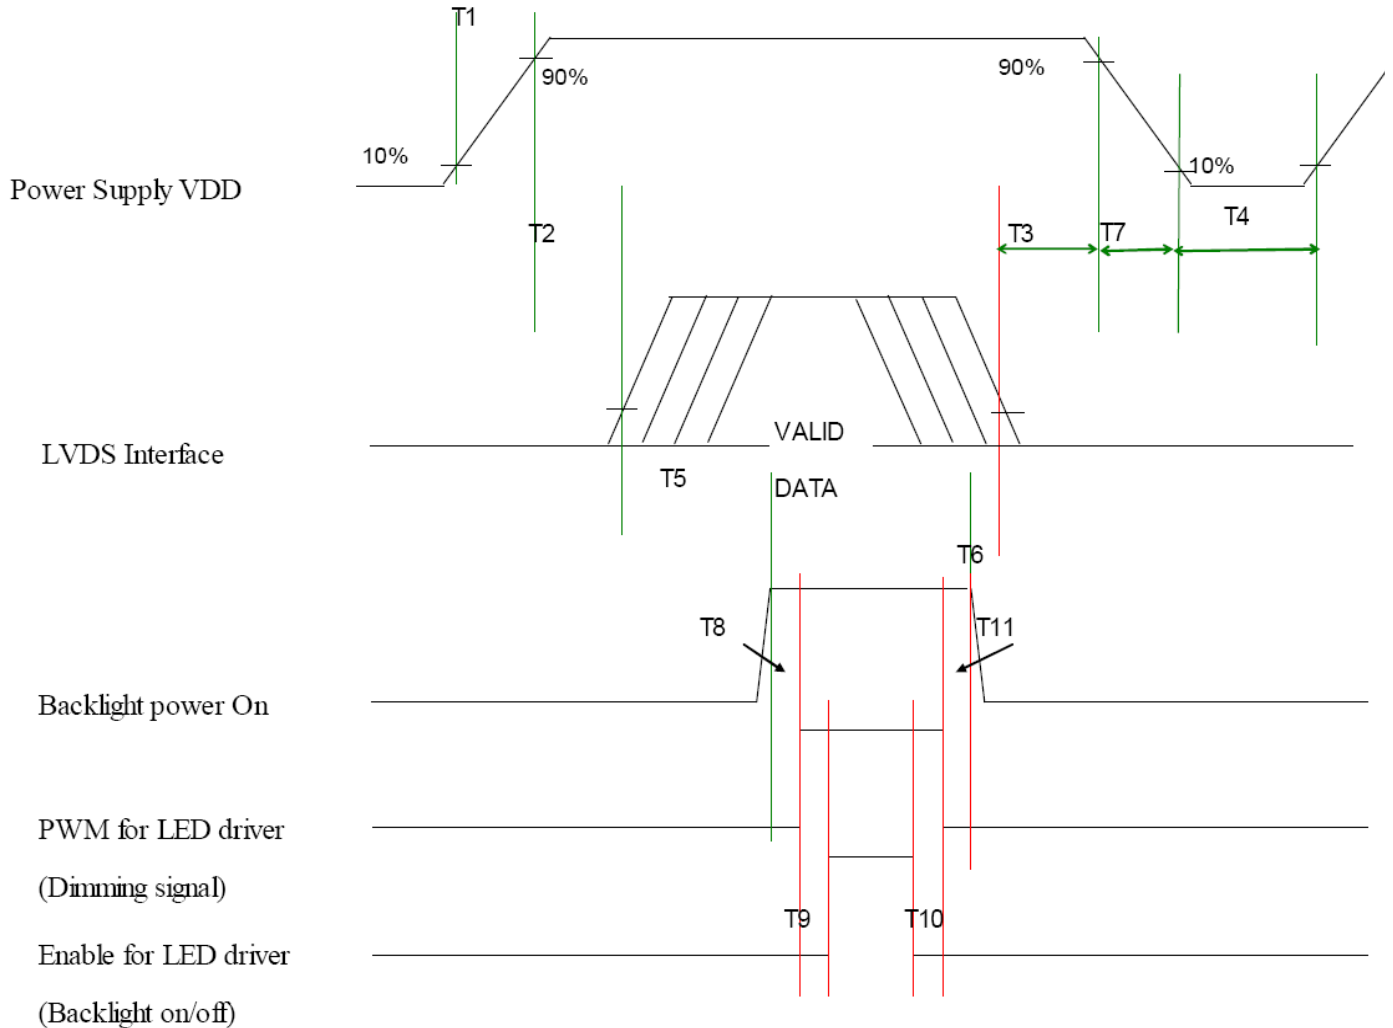 T1
90%
90%
10%
10%
Power Supply VDD
T2
T3
T7
T4
VALID
LVDS Interface
T5
DATA
T6
T8
T11
Backlight power On
PWM for LED driver
(Dimming signal)
T9
T10
Enable for LED driver
(Backlight on/off)